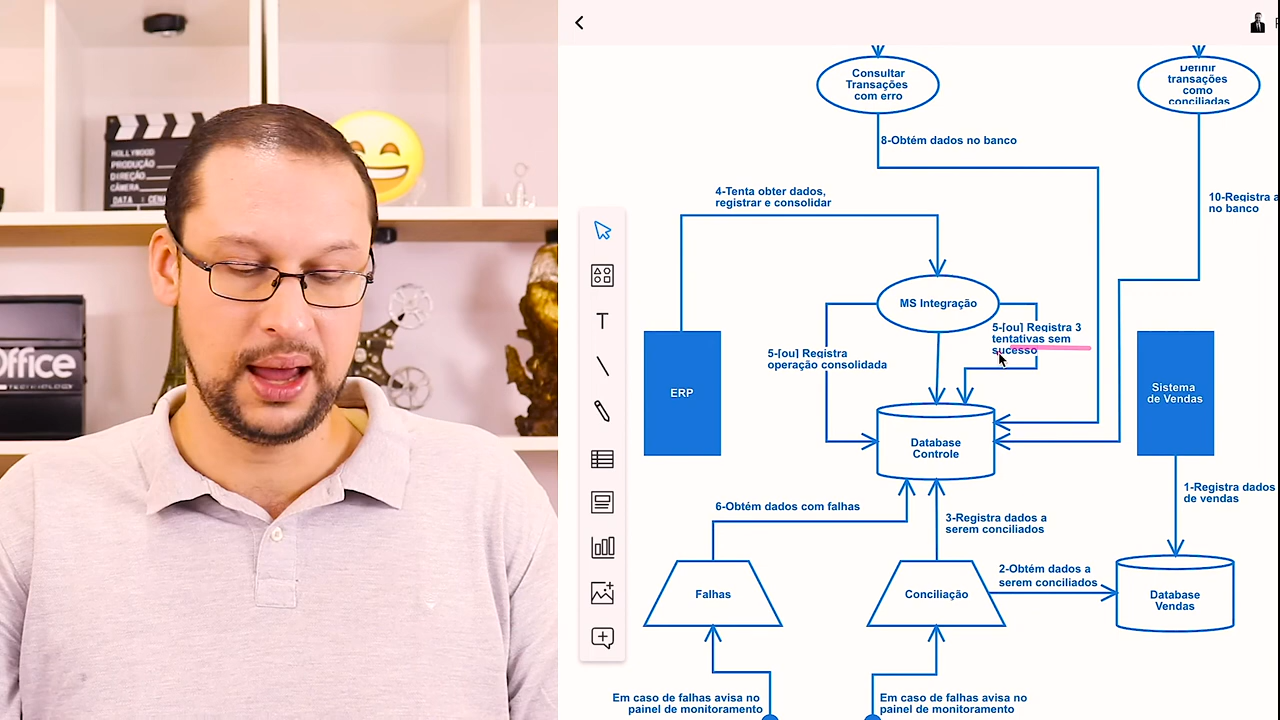 HOLLYWOOD
PRODUÇÃO
DIREÇÃO
CÂMERA
DATA : CENA
Office
TECHNOLOGY
Consultar
Transações
com erro
Definir
transações
como
conciliadas
8-Obtém dados no banco
4-Tenta obter dados,
registrar e consolidar
10-Registra a
no banco
MS Integração
5-[ou] Registra 3
tentativas sem
sucesso
5-[ou] Registra
operação consolidada
ERP
Sistema
de Vendas
Database
Controle
1-Registra dados
de vendas
6-Obtém dados com falhas
3-Registra dados a
serem conciliados
2-Obtém dados a
serem conciliados
Falhas
Conciliação
Database
Vendas
Em caso de falhas avisa no
painel de monitoramento
Em caso de falhas avisa no
painel de monitoramento